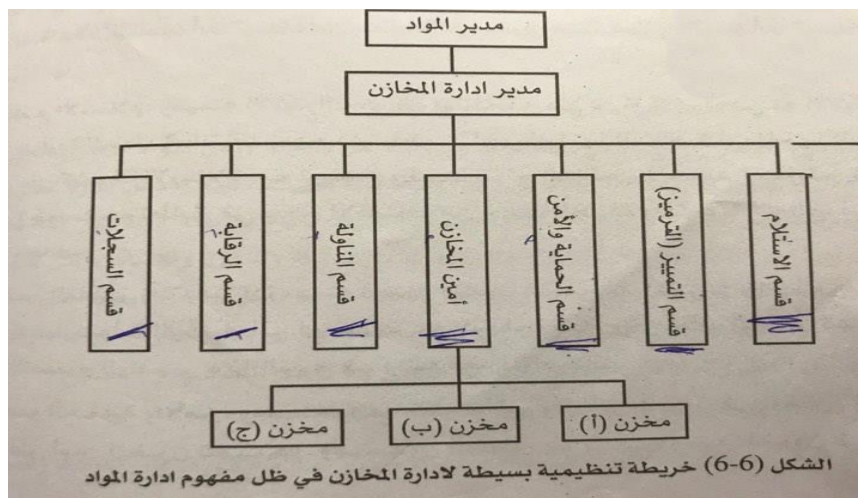 مدير المواد
مدير ادارة المخازن
قسم الاستلام
قسم التمييز (الترميز)
قسم الحماية والأمن
أمين المخازن
قسم المناولة
قسم الرقابة
قسم السجلات
مخزن (أ)
مخزن (ب)
مخزن (ج)
الشكل (6-6) خريطة تنظيمية بسيطة لادارة المخازن في ظل مفهوم ادارة المواد